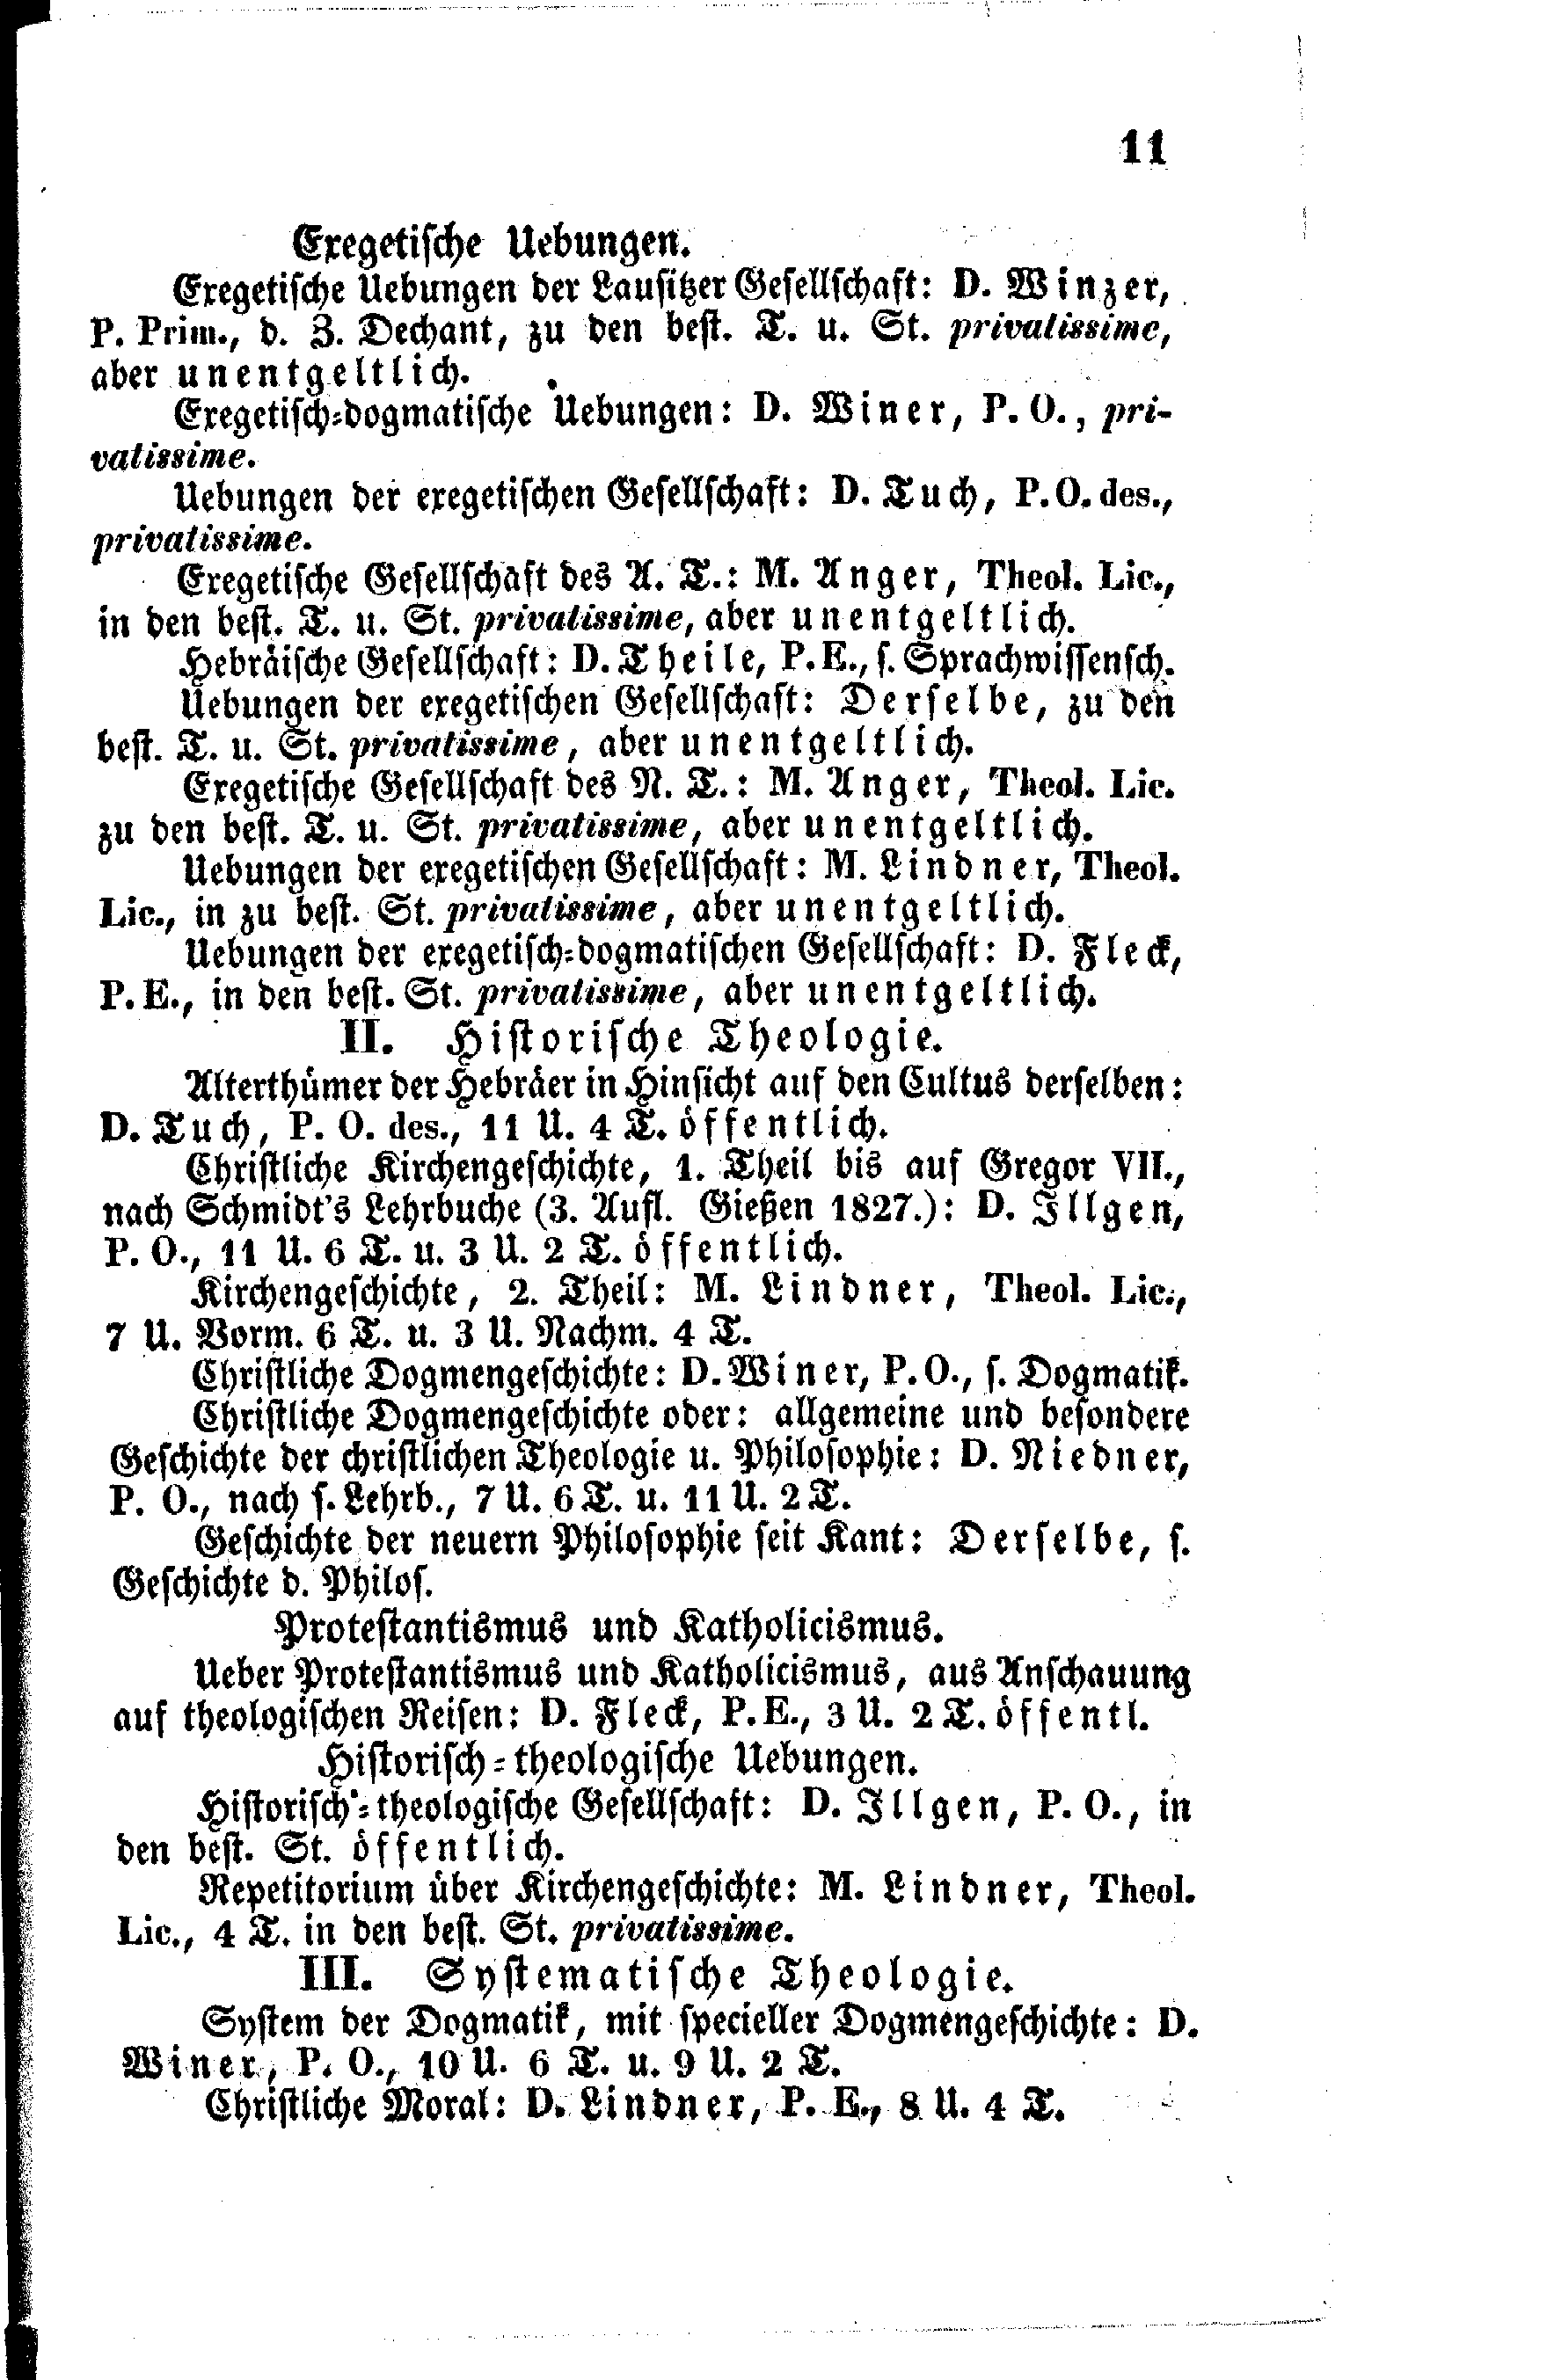 11
Exegetische Uebungen.
Exegetische Uebungen der Lausitzer Gesellschaft: D. Winzer,
P. Prim., d. Z. Dechant, zu den best. T. u. St. privatissime,
aber unentgeltlich.
Exegetisch-dogmatische Uebungen: D. Winer, P. O., pri-
vatissime.
Uebungen der exegetischen Gesellschaft: D. Tuch, P. O. des.,
privatissime.
Exegetische Gesellschaft des A. T.: M. Anger, Theol. Lic.,
in den best. T. u. St. privatissime, aber unentgeltlich.
Hebräische Gesellschaft: D. Theile, P. E., s. Sprachwissensch.
Uebungen der exegetischen Gesellschaft: Derselbe, zu den
best. T. u. St. privatissime, aber unentgeltlich.
Exegetische Gesellschaft des N. T.: M. Anger, Theol. Lic.
zu den best. T. u. St. privatissime, aber unentgeltlich.
Uebungen der exegetischen Gesellschaft: M. Lindner, Theol.
Lic., in zu best. St. privatissime, aber unentgeltlich.
Uebungen der exegetisch-dogmatischen Gesellschaft: D. Fleck,
P. E., in den best. St. privatissime, aber unentgeltlich.
II. Historische Theologie.
Alterthümer der Hebräer in Hinsicht auf den Cultus derselben:
D. Tuch, P. O. des., 11 U. 4 T. öffentlich.
Christliche Kirchengeschichte, 1. Theil bis auf Gregor VII.,
nach Schmidt's Lehrbuche (3. Aufl. Gießen 1827.): D. Illgen,
P. O., 11 U. 6 T. u. 3 U. 2 T. öffentlich.
Kirchengeschichte, 2. Theil: M. Lindner, Theol. Lic.,
7 U. Vorm. 6 T. u. 3 U. Nachm. 4 T.
Christliche Dogmengeschichte: D. Winer, P. O., s. Dogmatik.
Christliche Dogmengeschichte oder: allgemeine und besondere
Geschichte der christlichen Theologie u. Philosophie: D. Niedner,
P. O., nach s. Lehrb., 7 U. 6 T. u. 11 U. 2 T.
Geschichte der neuern Philosophie seit Kant: Derselbe, s.
Geschichte d. Philos.
Protestantismus und Katholicismus.
Ueber Protestantismus und Katholicismus, aus Anschauung
auf theologischen Reisen: D. Fleck, P. E., 3 U. 2 T. öffentl.
Historisch-theologische Uebungen.
Historisch-theologische Gesellschaft: D. Illgen, P. O., in
den best. St. öffentlich.
Repetitorium über Kirchengeschichte: M. Lindner, Theol.
Lic., 4 T. in den best. St. privatissime.
III. Systematische Theologie.
System der Dogmatik, mit specieller Dogmengeschichte: D.
Winer, P. O., 10 U. 6 T. u. 9 U. 2 T.
Christliche Moral: D. Lindner, P. E., 8 U. 4 T.